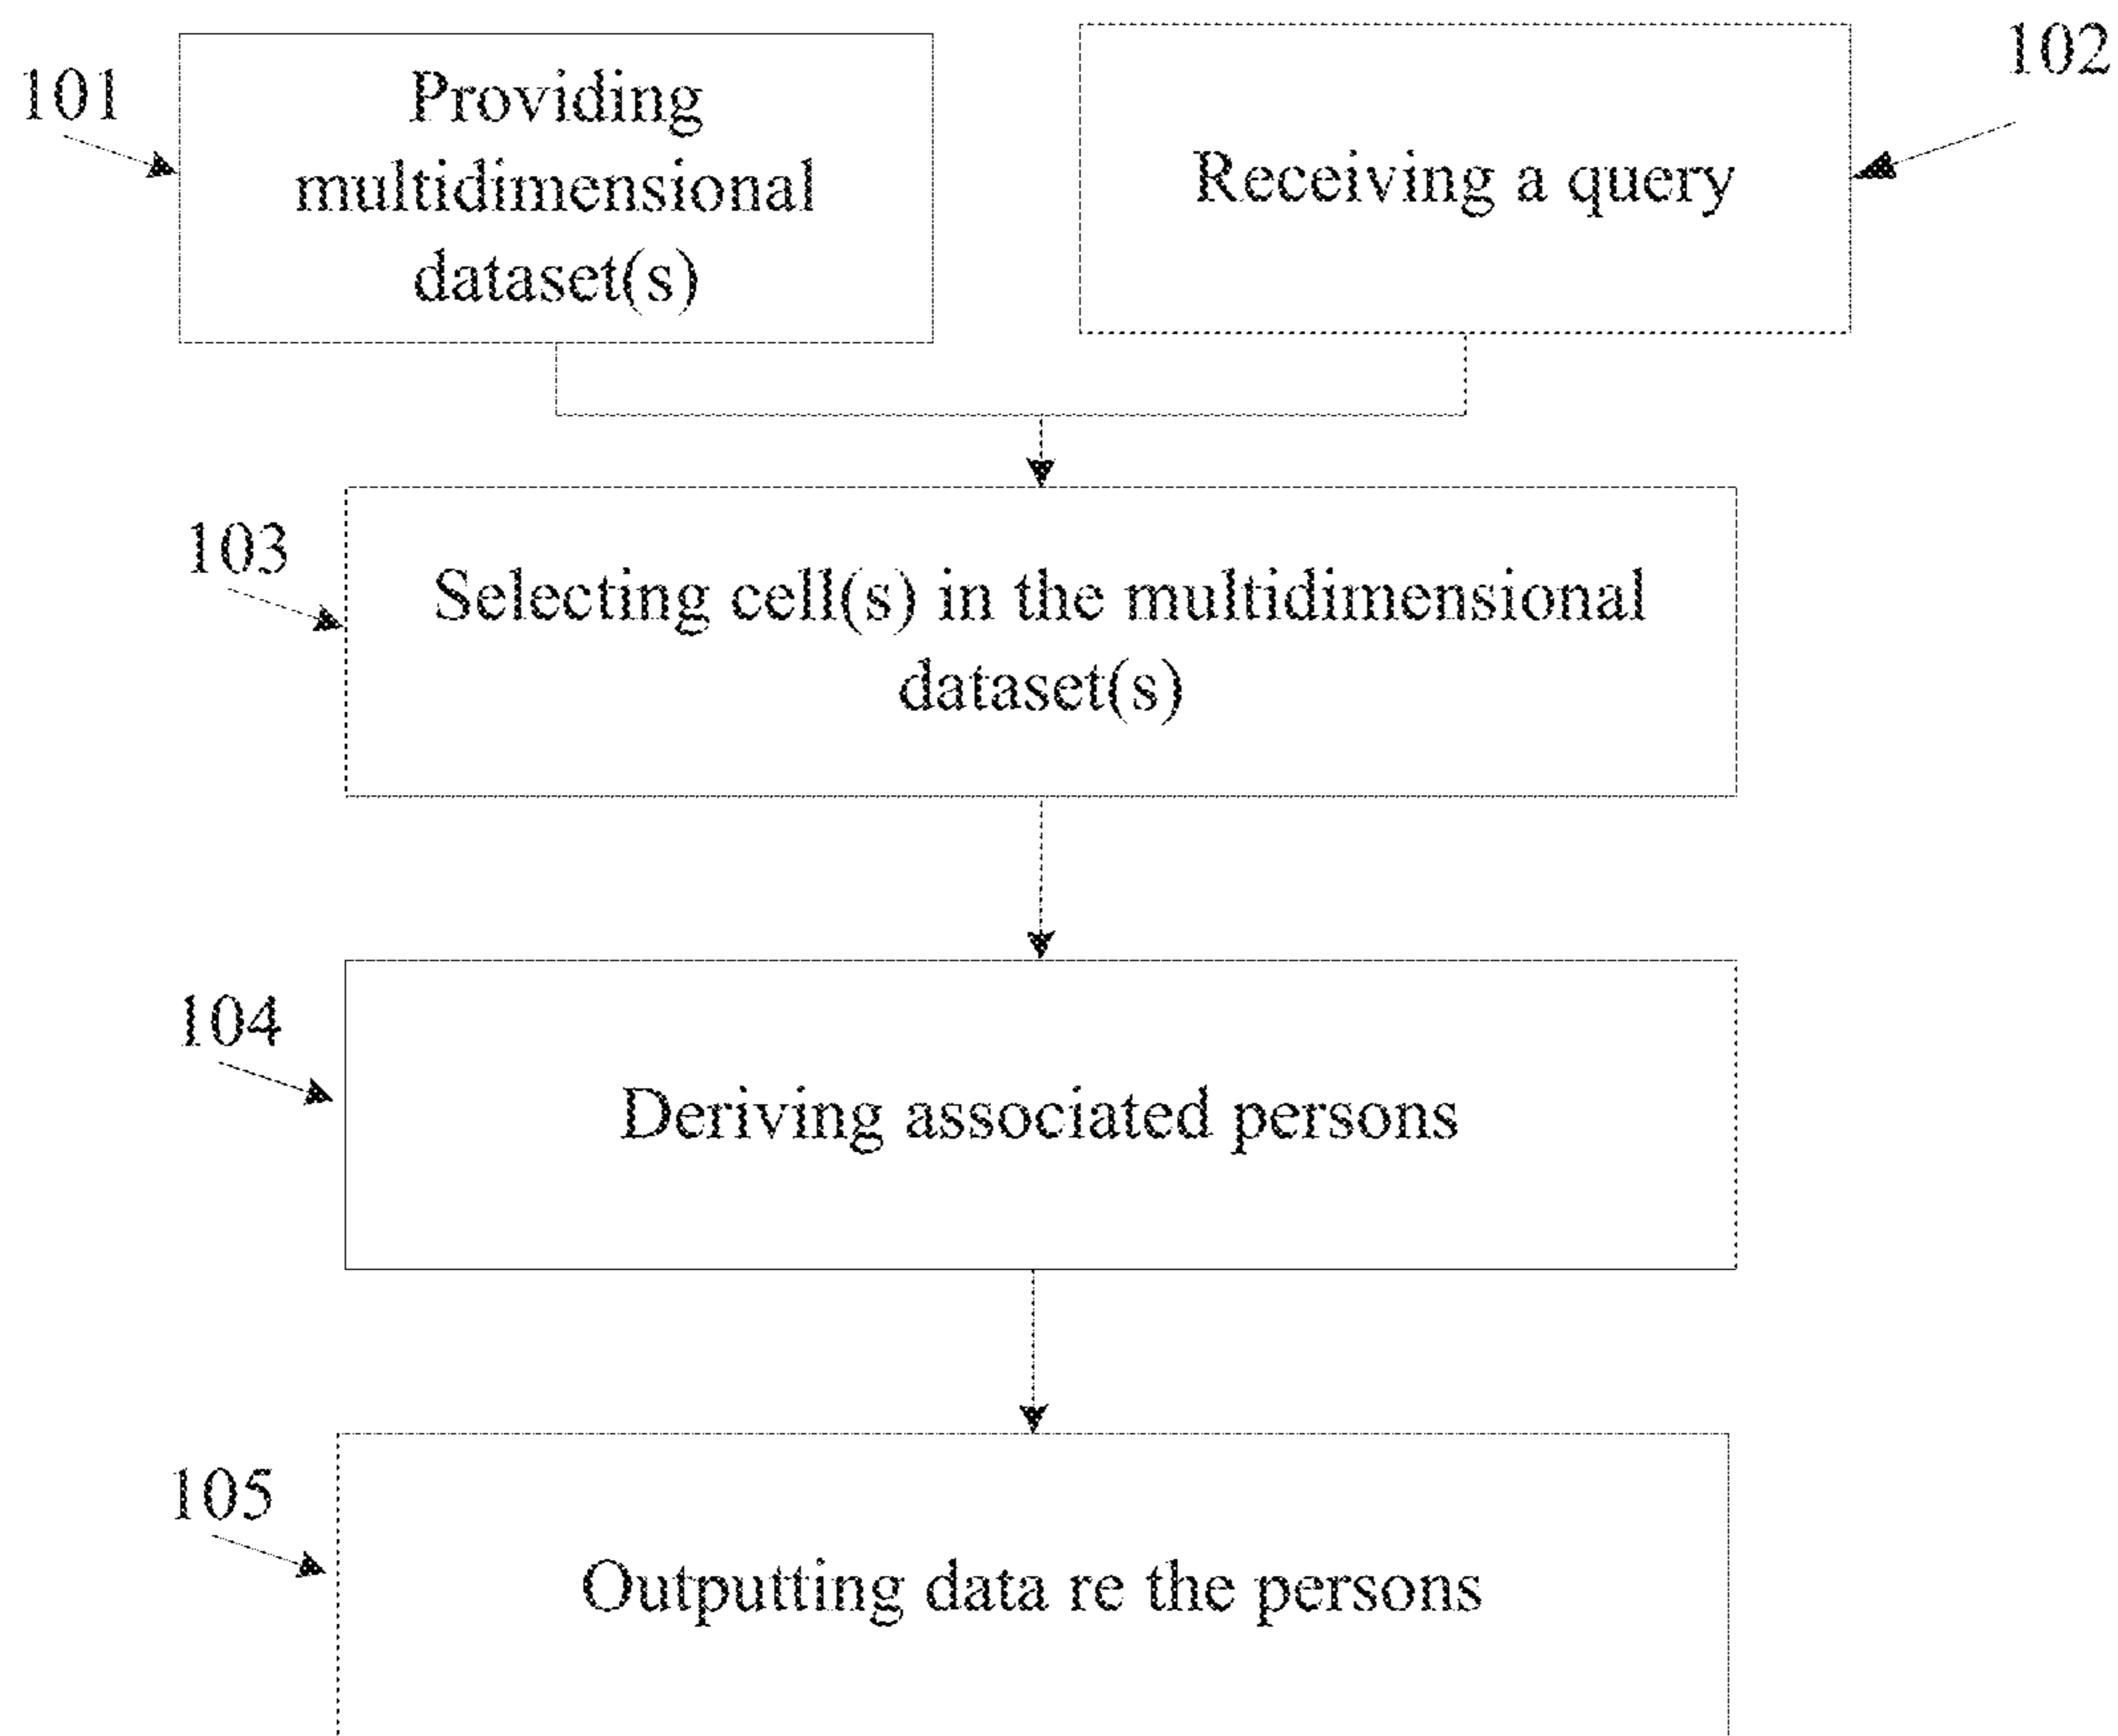 101
Providing
multidimensional
dataset(s)
102
Receiving a query
103
Selecting cell(s) in the multidimensional
dataset(s)
104
Deriving associated persons
105
Outputting data re the persons